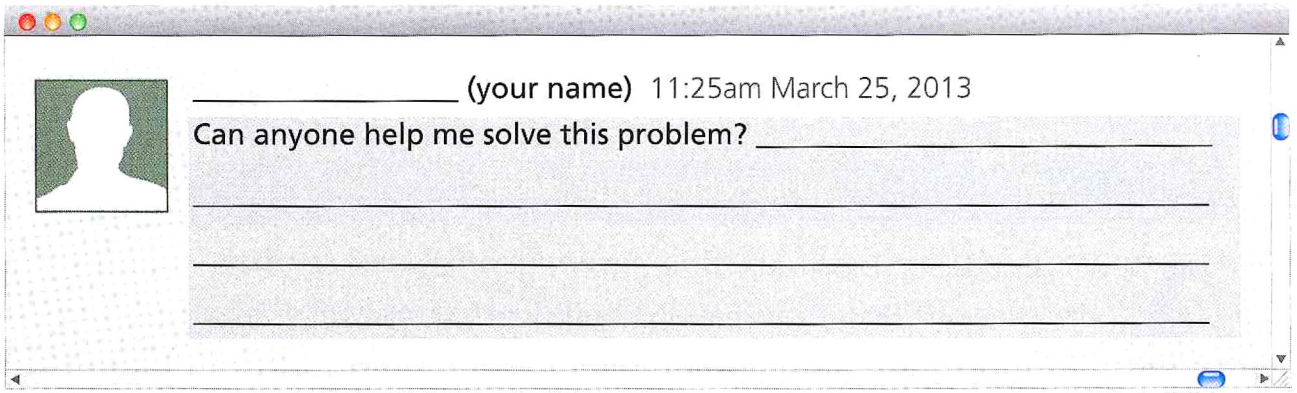 (your name) 11:25am March 25, 2013
Can anyone help me solve this problem?